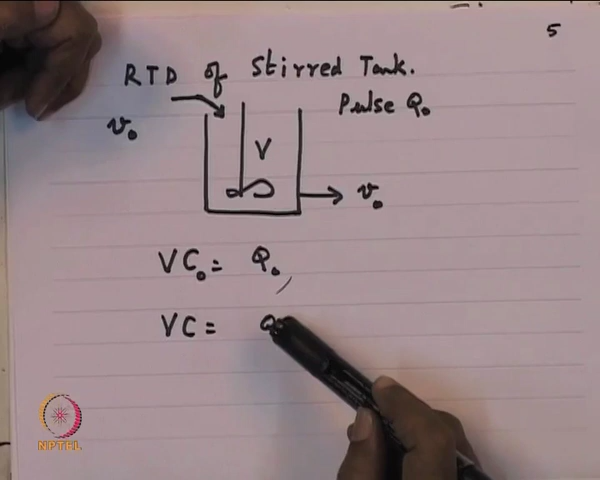 5
RTD of Stirred Tank.
Pulse Q₀
v₀
V
v₀
VC₀ = Q₀,
VC = Q
NPTEL